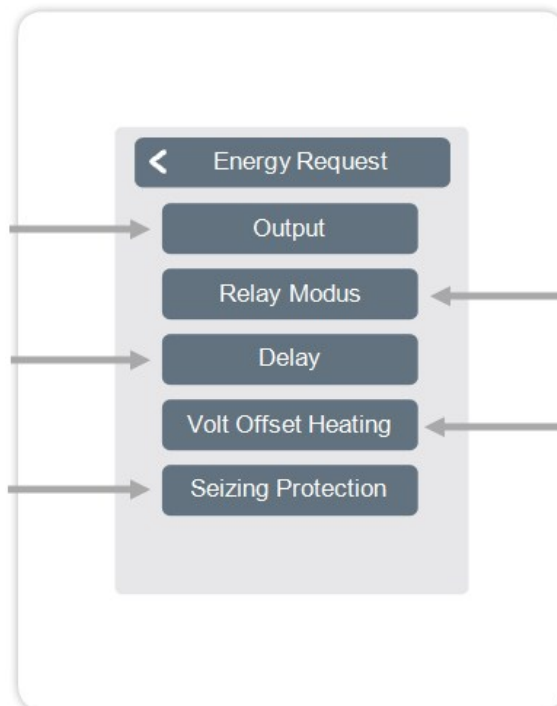 Energy Request
Output
Relay Modus
Delay
Volt Offset Heating
Seizing Protection